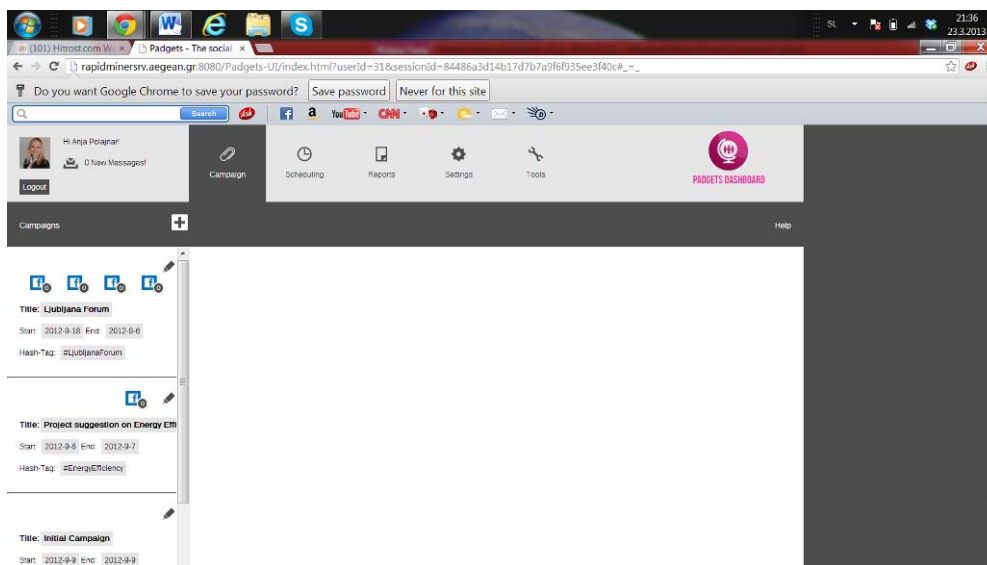 SL
21:36
23.3.2013
(101) Hitrost.com
Padgets - The social
rapidminersrv.aegean.gr:8080/Padgets-UI/index.html?userId=31&sessionId=84486a3d14b17d7b7a9f6f935ee3f40c#_=_
Do you want Google Chrome to save your password? Save password Never for this site
Search Ask a YouTube CNN
Hi Anja Polajnar!
0 New Messages!
Logout
Campaign Scheduling Reports Settings Tools
PADGETS DASHBOARD
Campaigns Help
Title: Ljubljana Forum
Start: 2012-9-18 End: 2012-9-6
Hash-Tag: #LjubljanaForum
Title: Project suggestion on Energy Effi
Start: 2012-9-6 End: 2012-9-7
Hash-Tag: #EnergyEfficiency
Title: Initial Campaign
Start: 2012-9-9 End: 2012-9-9